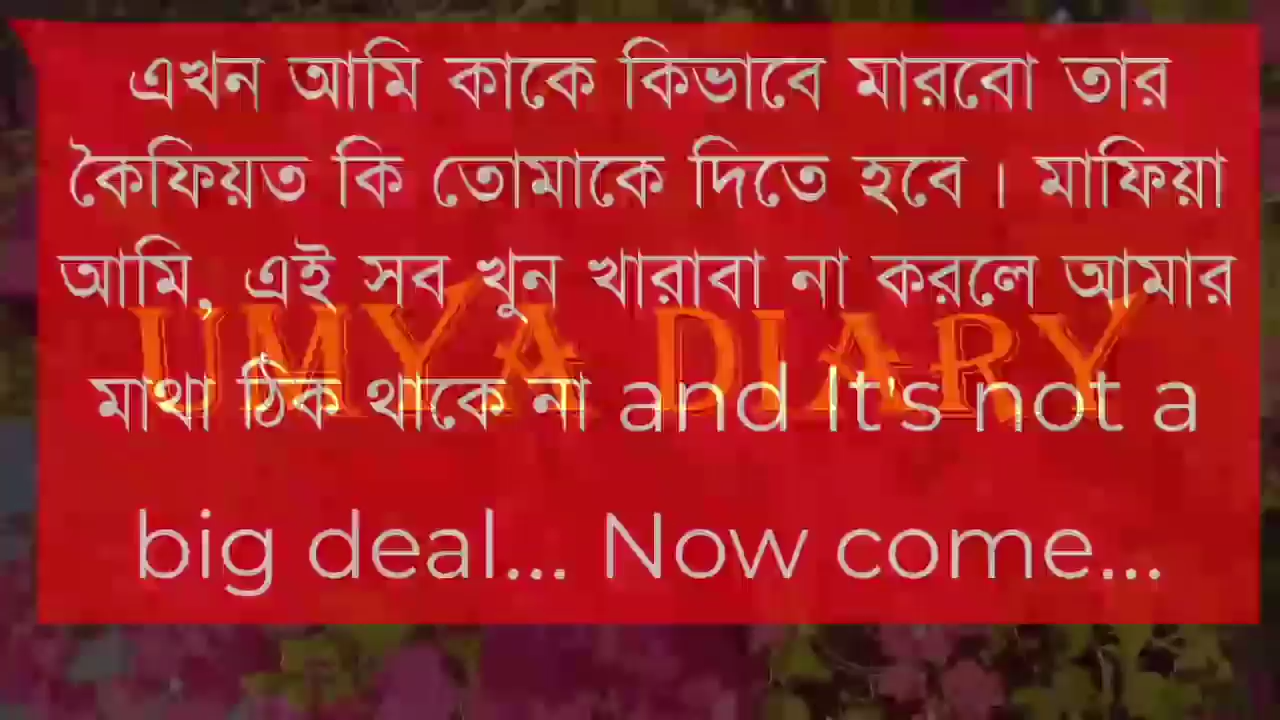 এখন আমি কাকে কিভাবে মারবো তার
কৈফিয়ত কি তোমাকে দিতে হবে । মাফিয়া
আমি, এই সব খুন খারাবা না করলে আমার
UMYA DIARY
মাথা ঠিক থাকে না and It's not a
big deal... Now come...